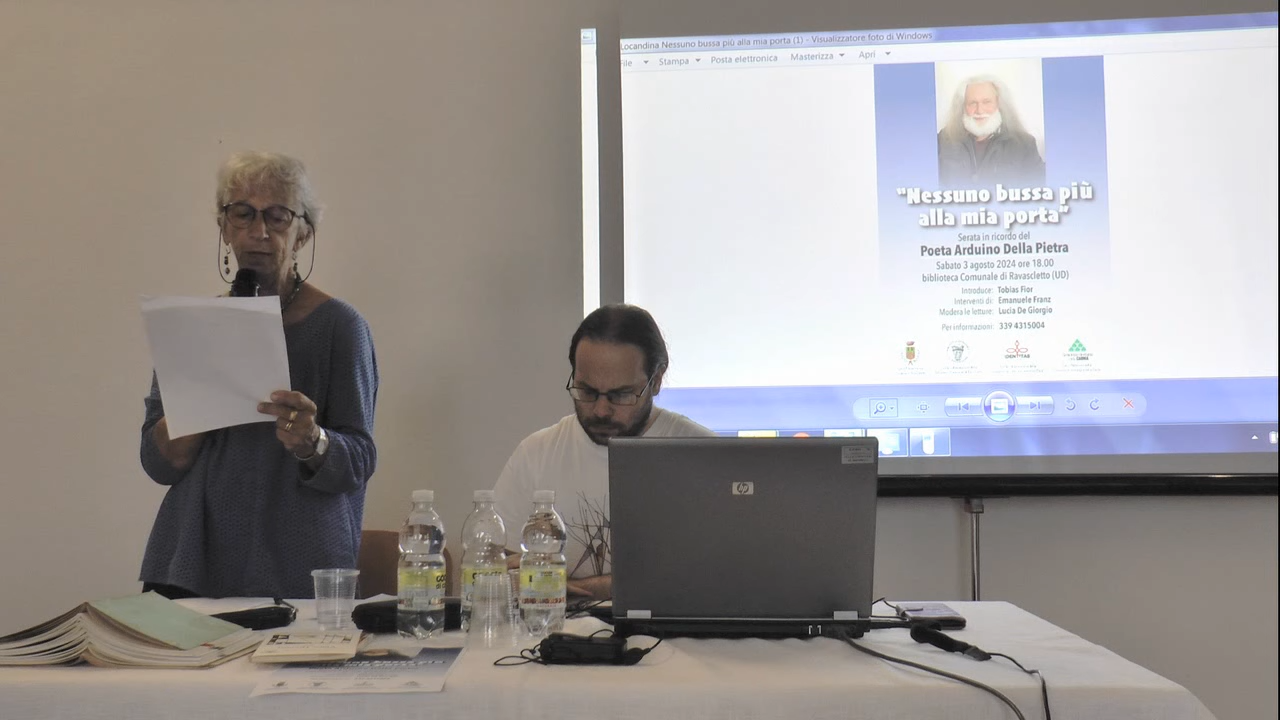 Locandina Nessuno bussa più alla mia porta (1) - Visualizzatore foto di Windows
File Stampa Posta elettronica Masterizza Apri
"Nessuno bussa più
alla mia porta"
Serata in ricordo del
Poeta Arduino Della Pietra
Sabato 3 agosto 2024 ore 18.00
biblioteca Comunale di Ravascletto (UD)
Introduce: Tobias Fior
Interventi di: Emanuele Franz
Modera le letture: Lucia De Giorgio
Per informazioni: 339 4315004
hp